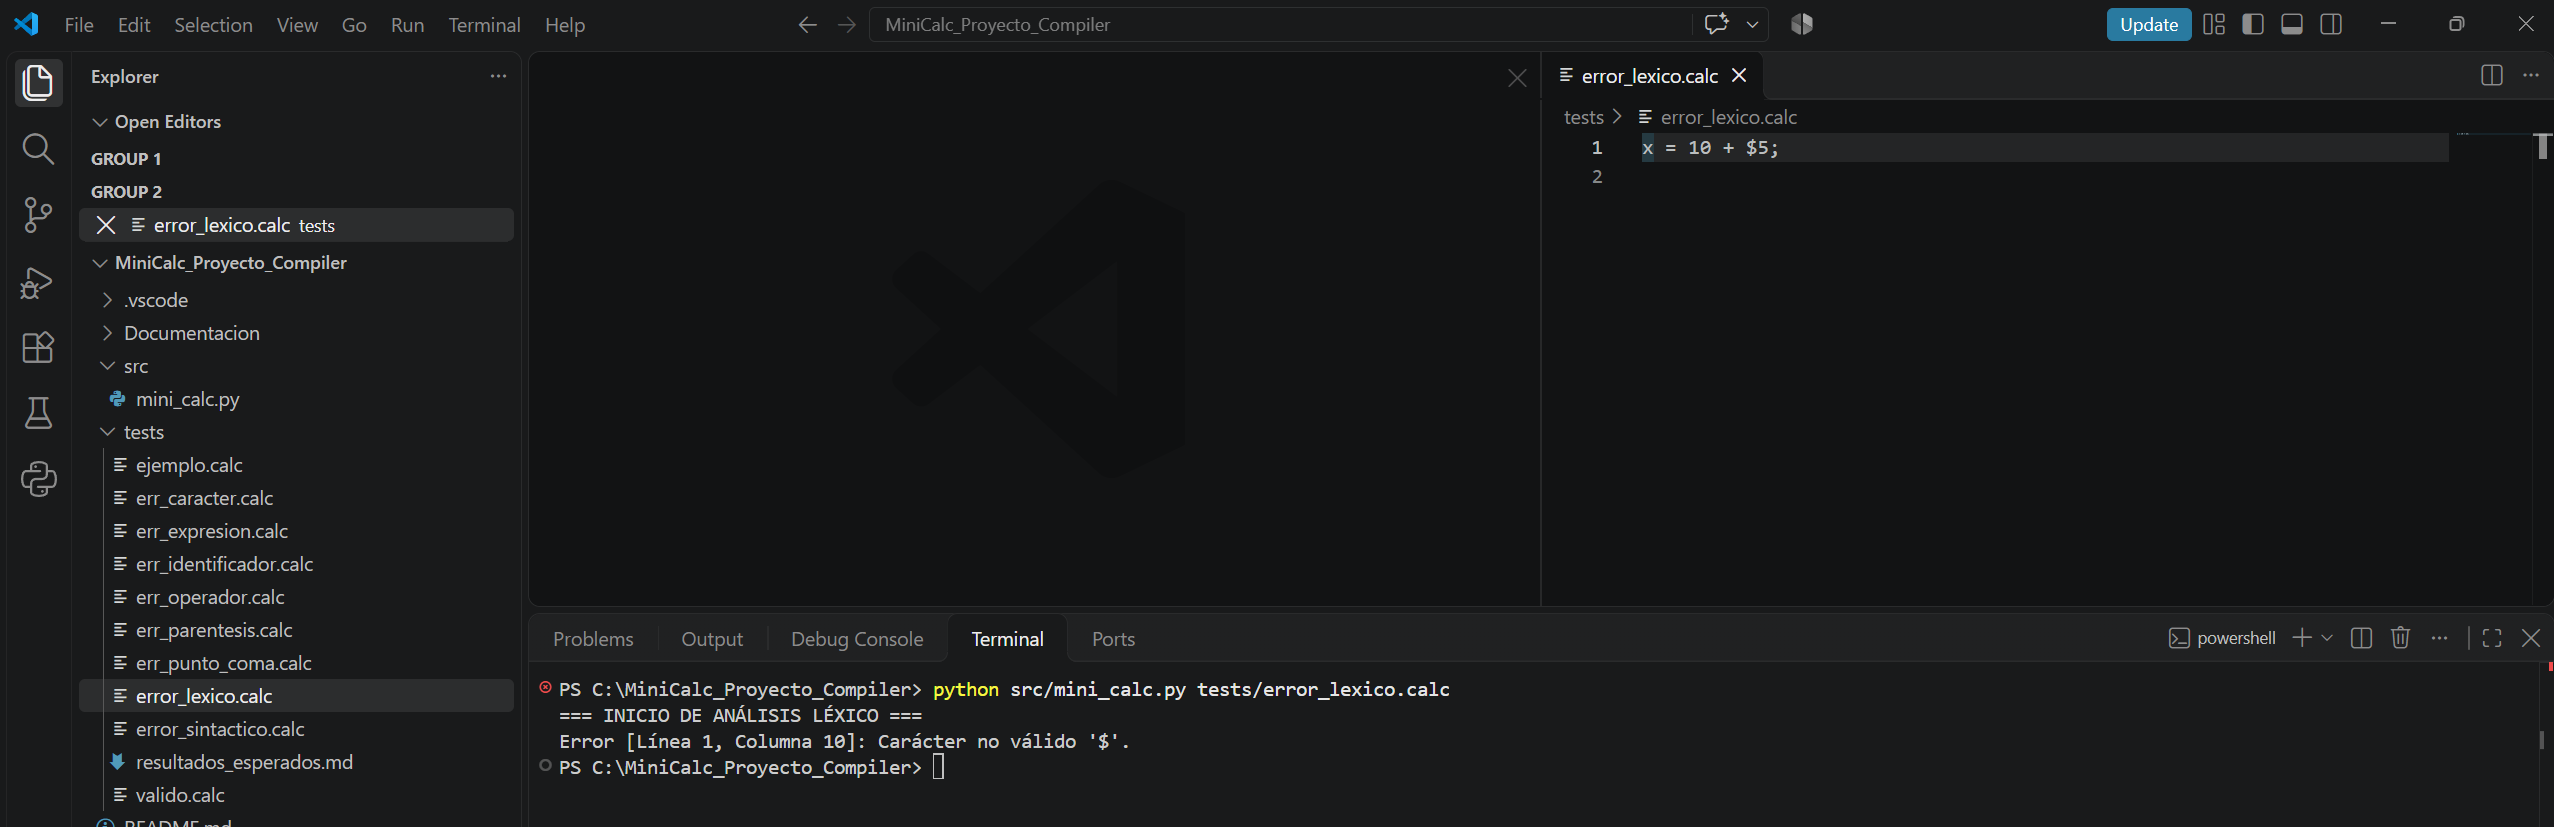 File Edit Selection View Go Run Terminal Help
MiniCalc_Proyecto_Compiler
Update
Explorer
Open Editors
GROUP 1
GROUP 2
error_lexico.calc tests
MiniCalc_Proyecto_Compiler
.vscode
Documentacion
src
mini_calc.py
tests
ejemplo.calc
err_caracter.calc
err_expresion.calc
err_identificador.calc
err_operador.calc
err_parentesis.calc
err_punto_coma.calc
error_lexico.calc
error_sintactico.calc
resultados_esperados.md
valido.calc
README.md
error_lexico.calc
tests > error_lexico.calc
1 x = 10 + $5;
2
Problems Output Debug Console Terminal Ports
powershell
PS C:\MiniCalc_Proyecto_Compiler> python src/mini_calc.py tests/error_lexico.calc
=== INICIO DE ANÁLISIS LÉXICO ===
Error [Línea 1, Columna 10]: Carácter no válido '$'.
PS C:\MiniCalc_Proyecto_Compiler>